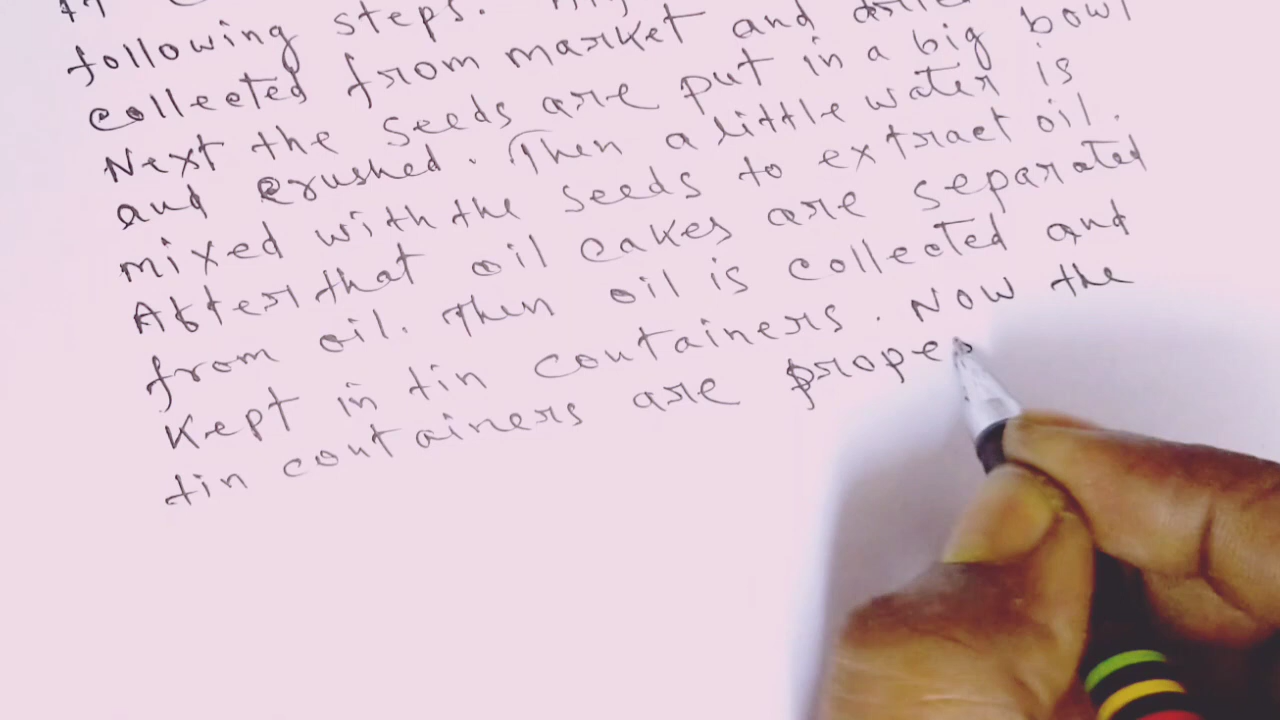 following steps.
collected from market and
Next the seeds are put in a big bowl
and crushed. Then a little water is
mixed with the seeds to extract oil.
After that oil cakes are separated
from oil. Then oil is collected and
kept in tin containers. Now the
tin containers are prope